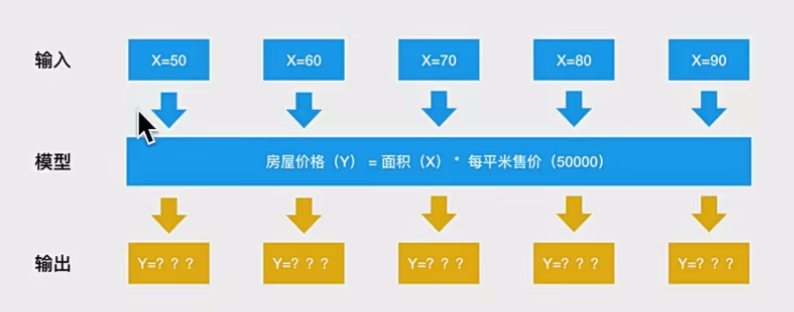 输入 X=50 X=60 X=70 X=80 X=90
模型 房屋价格（Y）=面积（X） * 每平米售价（50000）
输出 Y=？？？ Y=？？？ Y=？？？ Y=？？？ Y=？？？